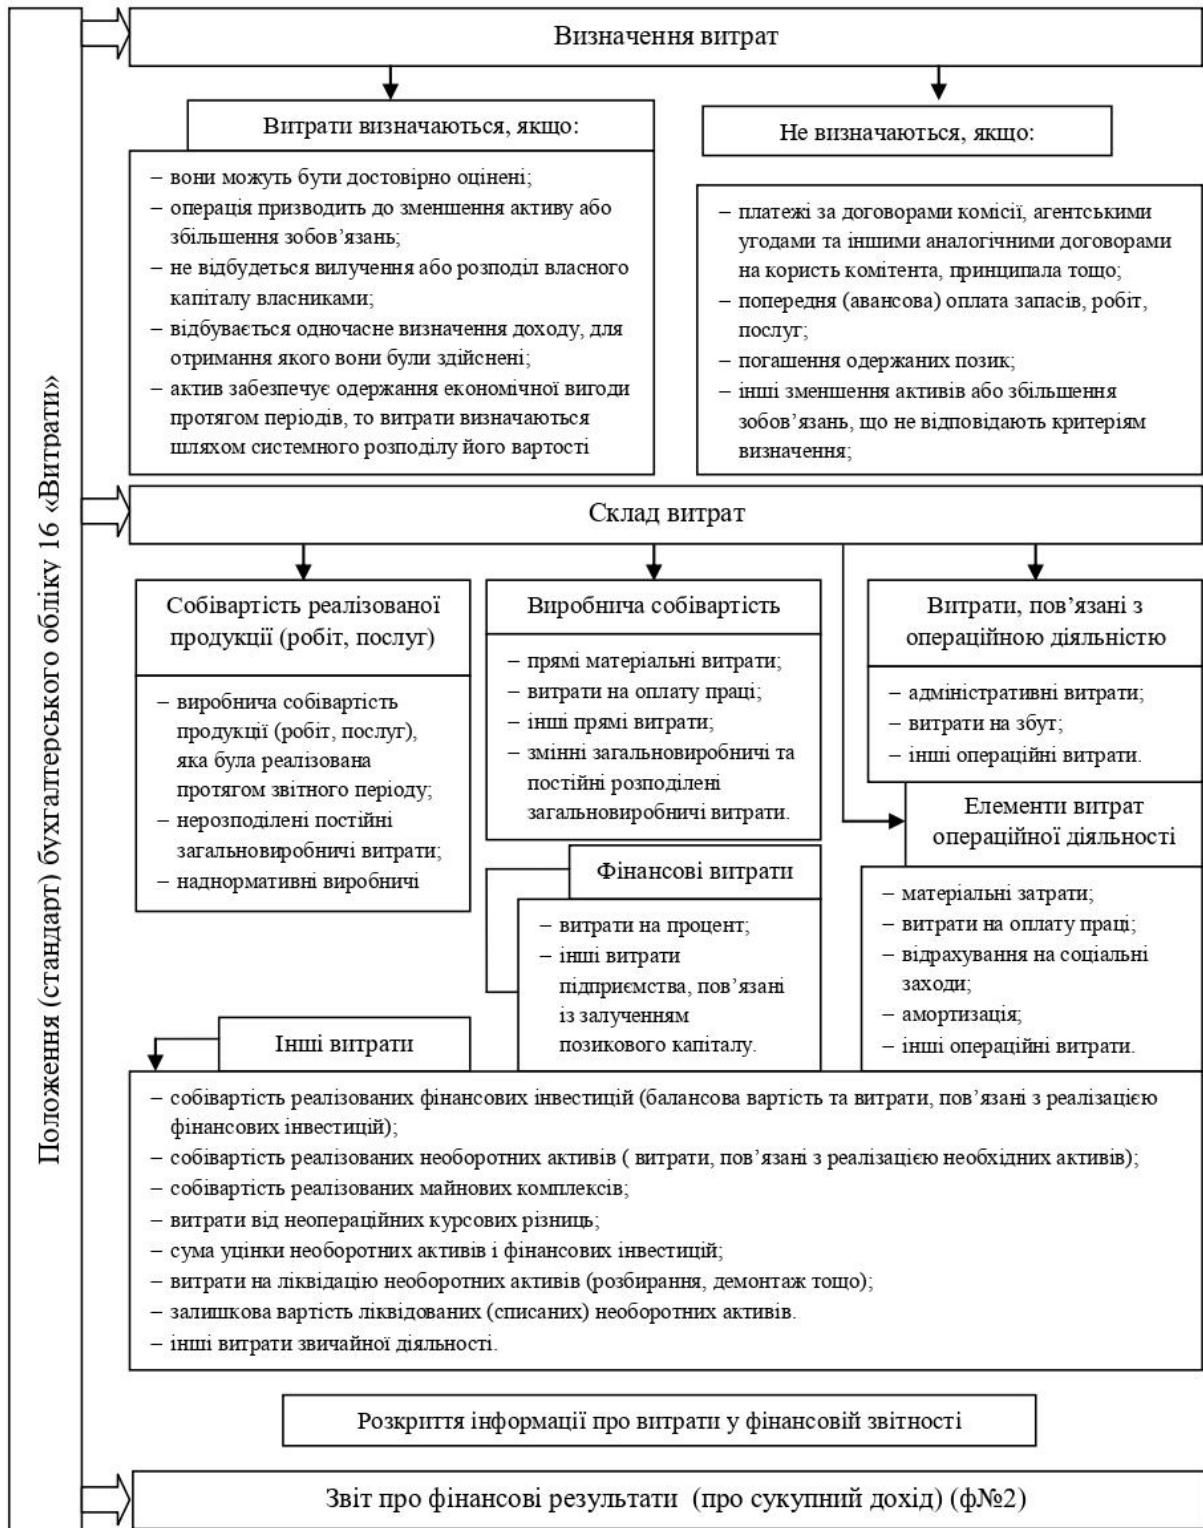 Положення (стандарт) бухгалтерського обліку 16 «Витрати»
Визначення витрат
Витрати визначаються, якщо:
– вони можуть бути достовірно оцінені;
– операція призводить до зменшення активу або
збільшення зобов’язань;
– не відбудеться вилучення або розподіл власного
капіталу власниками;
– відбувається одночасне визначення доходу, для
отримання якого вони були здійснені;
– актив забезпечує одержання економічної вигоди
протягом періодів, то витрати визначаються
шляхом системного розподілу його вартості
Не визначаються, якщо:
– платежі за договорами комісії, агентськими
угодами та іншими аналогічними договорами
на користь комітента, принципала тощо;
– попередня (авансова) оплата запасів, робіт,
послуг;
– погашення одержаних позик;
– інші зменшення активів або збільшення
зобов’язань, що не відповідають критеріям
визначення;
Склад витрат
Собівартість реалізованої
продукції (робіт, послуг)
– виробнича собівартість
продукції (робіт, послуг),
яка була реалізована
протягом звітного періоду;
– нерозподілені постійні
загальновиробничі витрати;
– наднормативні виробничі
Виробнича собівартість
– прямі матеріальні витрати;
– витрати на оплату праці;
– інші прямі витрати;
– змінні загальновиробничі та
постійні розподілені
загальновиробничі витрати.
Витрати, пов’язані з
операційною діяльністю
– адміністративні витрати;
– витрати на збут;
– інші операційні витрати.
Елементи витрат
операційної діяльності
– матеріальні затрати;
– витрати на оплату праці;
– відрахування на соціальні
заходи;
– амортизація;
– інші операційні витрати.
Фінансові витрати
– витрати на процент;
– інші витрати
підприємства, пов’язані
із залученням
позикового капіталу.
Інші витрати
– собівартість реалізованих фінансових інвестицій (балансова вартість та витрати, пов’язані з реалізацією
фінансових інвестицій);
– собівартість реалізованих необоротних активів ( витрати, пов’язані з реалізацією необхідних активів);
– собівартість реалізованих майнових комплексів;
– витрати від неопераційних курсових різниць;
– сума уцінки необоротних активів і фінансових інвестицій;
– витрати на ліквідацію необоротних активів (розбирання, демонтаж тощо);
– залишкова вартість ліквідованих (списаних) необоротних активів.
– інші витрати звичайної діяльності.
Розкриття інформації про витрати у фінансовій звітності
Звіт про фінансові результати (про сукупний дохід) (ф№2)